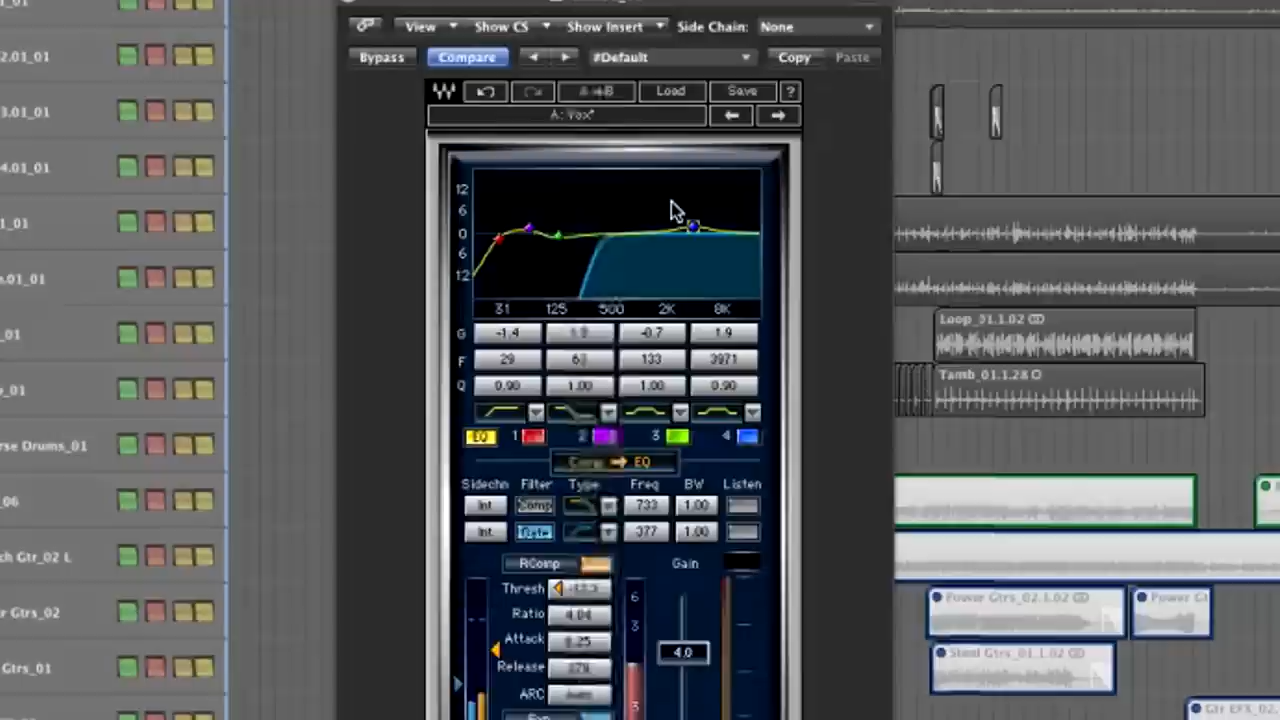 2.01_01
3.01_01
4.01_01
1_01
.01_01
_01
_01
rse Drums_01
_06
ch Gtr_02 L
r Gtrs_02
Gtrs_01
View Show CS Show Insert Side Chain: None
Bypass Compare #Default Copy Paste
Load Save ?
12
6
0
6
12
31 125 500 2K 8K
G -1.4 -0.7 1.9
F 29 133 3971
Q 0.90 1.00 1.00 0.90
EQ 1 2 3 4
EQ
Sidechn Filter Type Freq BW Listen
Int Comp 733 1.00
Int Gate 377 1.00
RComp Gain
Thresh
Ratio
Attack
Release
ARC
6
3
3
4.0
Loop_01.1.02
Tamb_01.1.28
Power Gtrs_02.1.02
Power Gt
Steel Gtrs_01.1.02
Gtr EFX_02.